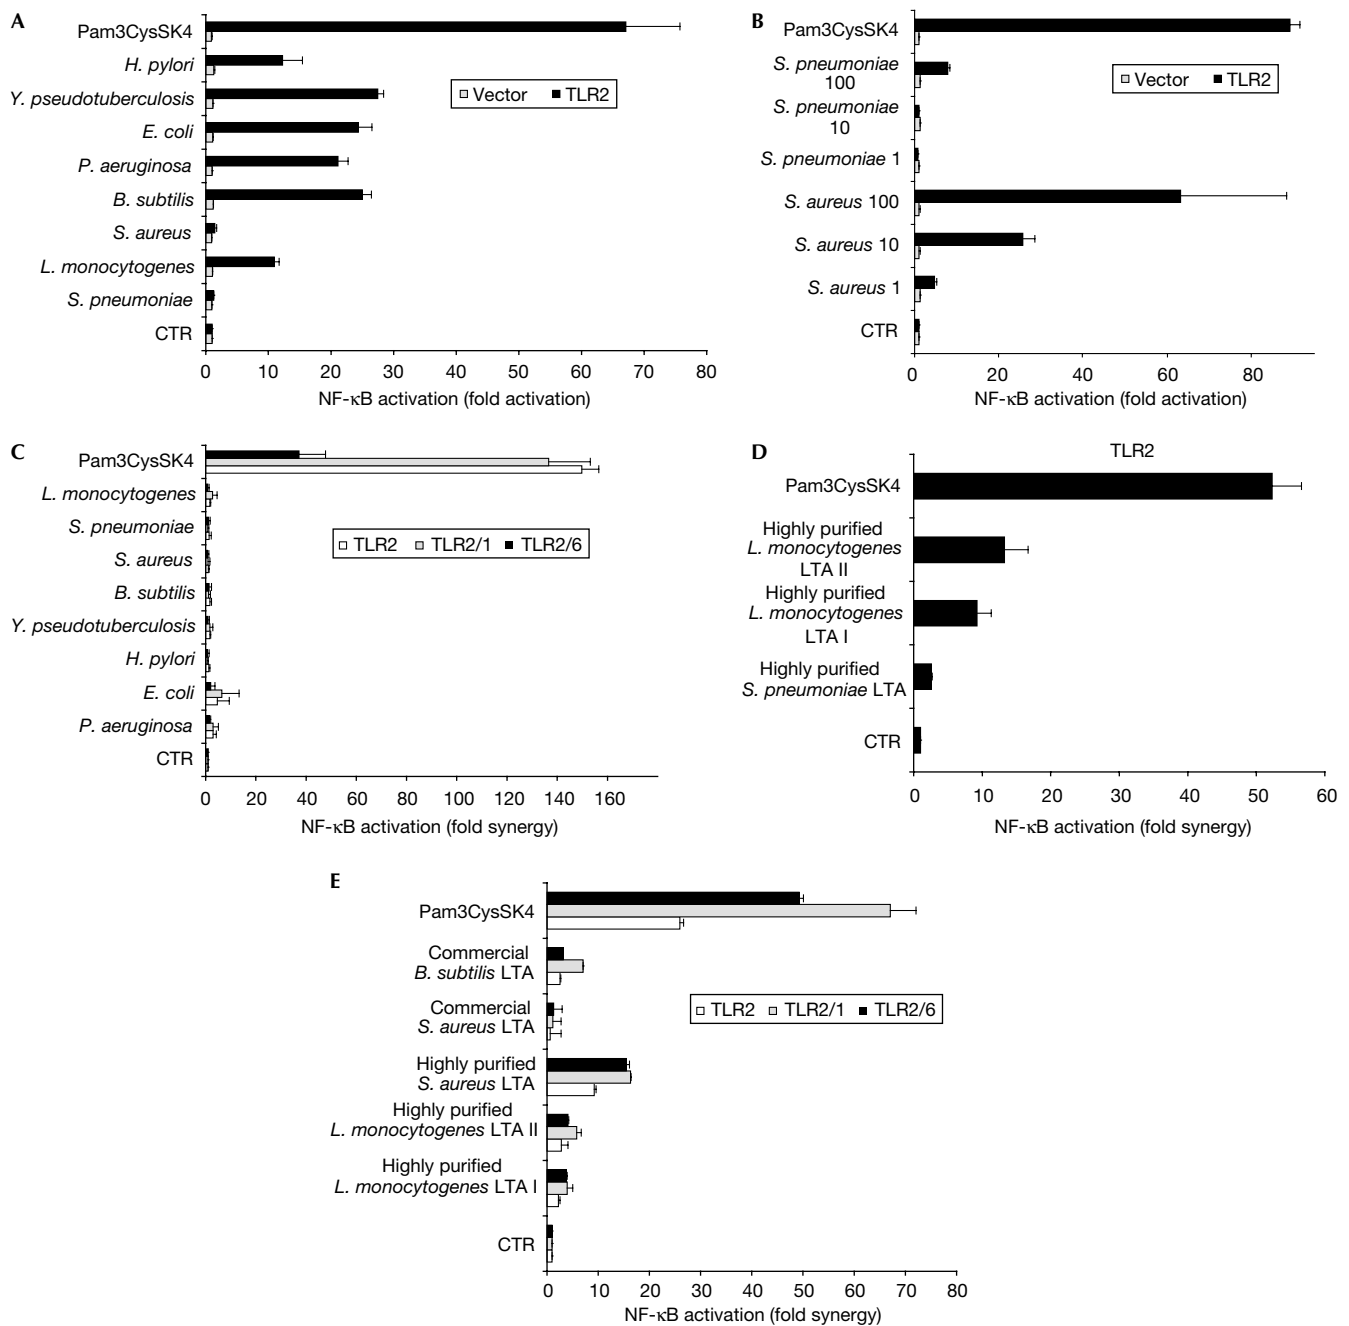 A
Pam3CysSK4
H. pylori
Y. pseudotuberculosis
E. coli
P. aeruginosa
B. subtilis
S. aureus
L. monocytogenes
S. pneumoniae
CTR
Vector TLR2
0 10 20 30 40 50 60 70 80
NF-κB activation (fold activation)
B
Pam3CysSK4
S. pneumoniae
100
S. pneumoniae
10
S. pneumoniae 1
S. aureus 100
S. aureus 10
S. aureus 1
CTR
Vector TLR2
0 20 40 60 80
NF-κB activation (fold activation)
C
Pam3CysSK4
L. monocytogenes
S. pneumoniae
S. aureus
B. subtilis
Y. pseudotuberculosis
H. pylori
E. coli
P. aeruginosa
CTR
TLR2 TLR2/1 TLR2/6
0 20 40 60 80 100 120 140 160
NF-κB activation (fold synergy)
D
TLR2
Pam3CysSK4
Highly purified
L. monocytogenes
LTA II
Highly purified
L. monocytogenes
LTA I
Highly purified
S. pneumoniae LTA
CTR
0 10 20 30 40 50 60
NF-κB activation (fold synergy)
E
Pam3CysSK4
Commercial
B. subtilis LTA
Commercial
S. aureus LTA
Highly purified
S. aureus LTA
Highly purified
L. monocytogenes LTA II
Highly purified
L. monocytogenes LTA I
CTR
TLR2 TLR2/1 TLR2/6
0 10 20 30 40 50 60 70 80
NF-κB activation (fold synergy)